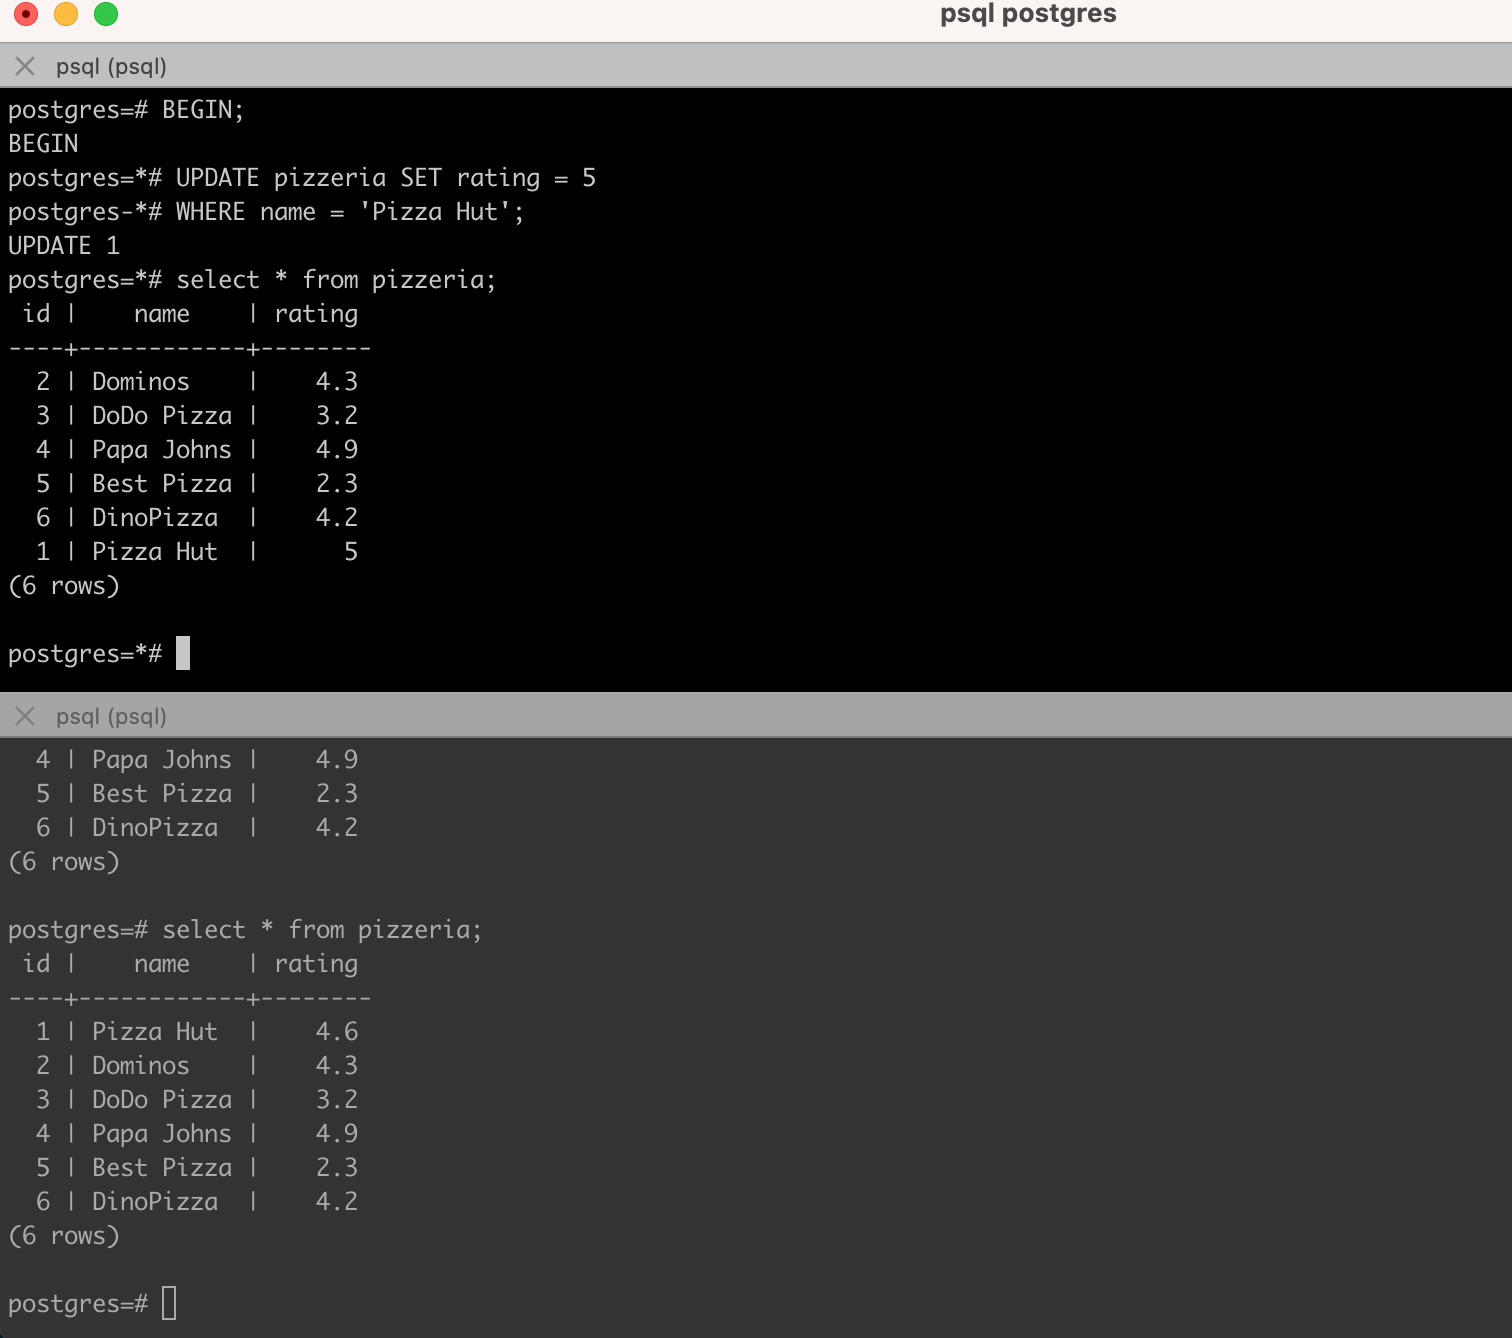 psql postgres
psql (psql)
postgres=# BEGIN;
BEGIN
postgres=*# UPDATE pizzeria SET rating = 5
postgres-*# WHERE name = 'Pizza Hut';
UPDATE 1
postgres=*# select * from pizzeria;
 id |    name    | rating
----+------------+--------
  2 | Dominos    |    4.3
  3 | DoDo Pizza |    3.2
  4 | Papa Johns |    4.9
  5 | Best Pizza |    2.3
  6 | DinoPizza  |    4.2
  1 | Pizza Hut  |      5
(6 rows)
postgres=*#
psql (psql)
  4 | Papa Johns |    4.9
  5 | Best Pizza |    2.3
  6 | DinoPizza  |    4.2
(6 rows)
postgres=# select * from pizzeria;
 id |    name    | rating
----+------------+--------
  1 | Pizza Hut  |    4.6
  2 | Dominos    |    4.3
  3 | DoDo Pizza |    3.2
  4 | Papa Johns |    4.9
  5 | Best Pizza |    2.3
  6 | DinoPizza  |    4.2
(6 rows)
postgres=#